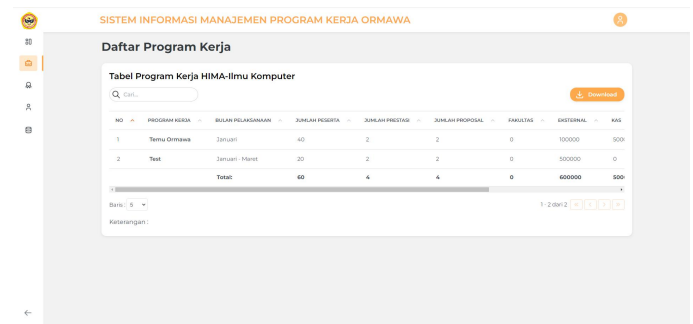 SISTEM INFORMASI MANAJEMEN PROGRAM KERJA ORMAWA
Daftar Program Kerja
Tabel Program Kerja HIMA-Ilmu Komputer
Cari...
Download
NO PROGRAM KERJA BULAN PELAKSANAAN JUMLAH PESERTA JUMLAH PRESTASI JUMLAH PROPOSAL FAKULTAS EKSTERNAL KAS
1 Temu Ormawa Januari 40 2 2 0 100000 5000
2 Test Januari - Maret 20 2 2 0 500000 0
Total: 60 4 4 0 600000 5000
Baris: 5 1 - 2 dari 2
Keterangan :